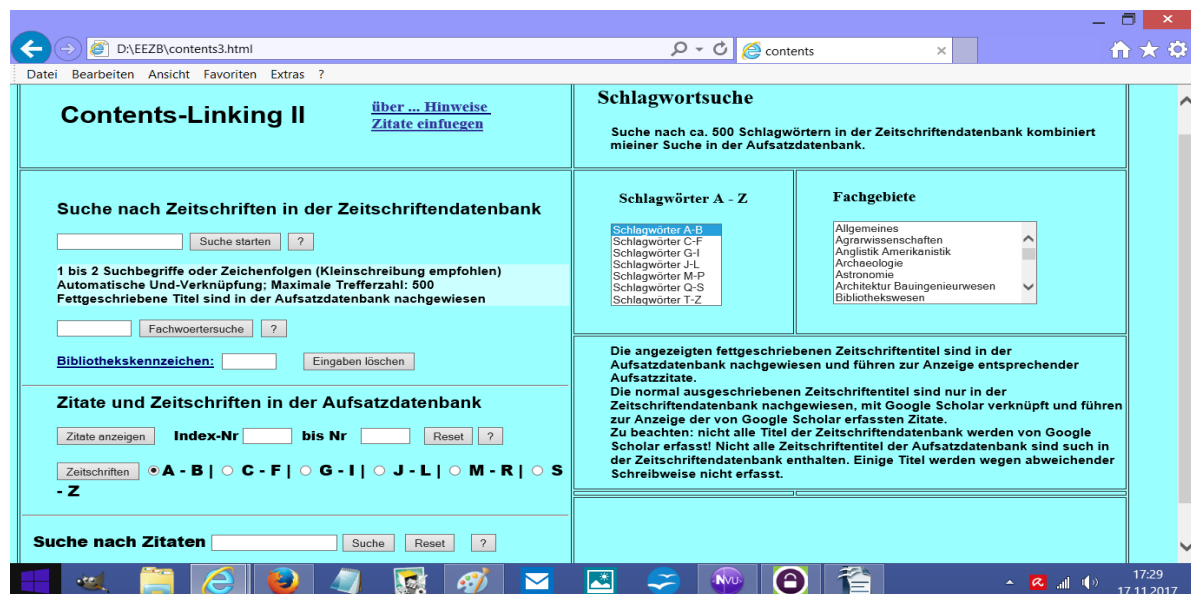 D:\EEZB\contents3.html
contents
Datei Bearbeiten Ansicht Favoriten Extras ?
Contents-Linking II
über ... Hinweise
Zitate einfuegen
Schlagwortsuche
Suche nach ca. 500 Schlagwörtern in der Zeitschriftendatenbank kombiniert
mieiner Suche in der Aufsatzdatenbank.
Suche nach Zeitschriften in der Zeitschriftendatenbank
Suche starten ?
1 bis 2 Suchbegriffe oder Zeichenfolgen (Kleinschreibung empfohlen)
Automatische Und-Verknüpfung; Maximale Trefferzahl: 500
Fettgeschriebene Titel sind in der Aufsatzdatenbank nachgewiesen
Fachwoertersuche ?
Bibliothekskennzeichen: Eingaben löschen
Zitate und Zeitschriften in der Aufsatzdatenbank
Zitate anzeigen Index-Nr bis Nr Reset ?
Zeitschriften A - B | C - F | G - I | J - L | M - R | S
- Z
Suche nach Zitaten Suche Reset ?
Schlagwörter A - Z
Schlagwörter A-B
Schlagwörter C-F
Schlagwörter G-I
Schlagwörter J-L
Schlagwörter M-P
Schlagwörter Q-S
Schlagwörter T-Z
Fachgebiete
Allgemeines
Agrarwissenschaften
Anglistik Amerikanistik
Archaeologie
Astronomie
Architektur Bauingenieurwesen
Bibliothekswesen
Die angezeigten fettgeschriebenen Zeitschriftentitel sind in der
Aufsatzdatenbank nachgewiesen und führen zur Anzeige entsprechender
Aufsatzzitate.
Die normal ausgeschriebenen Zeitschriftentitel sind nur in der
Zeitschriftendatenbank nachgewiesen, mit Google Scholar verknüpft und führen
zur Anzeige der von Google Scholar erfassten Zitate.
Zu beachten: nicht alle Titel der Zeitschriftendatenbank werden von Google
Scholar erfasst! Nicht alle Zeitschriftentitel der Aufsatzdatenbank sind such in
der Zeitschriftendatenbank enthalten. Einige Titel werden wegen abweichender
Schreibweise nicht erfasst.
NVU
17:29
17.11.2017